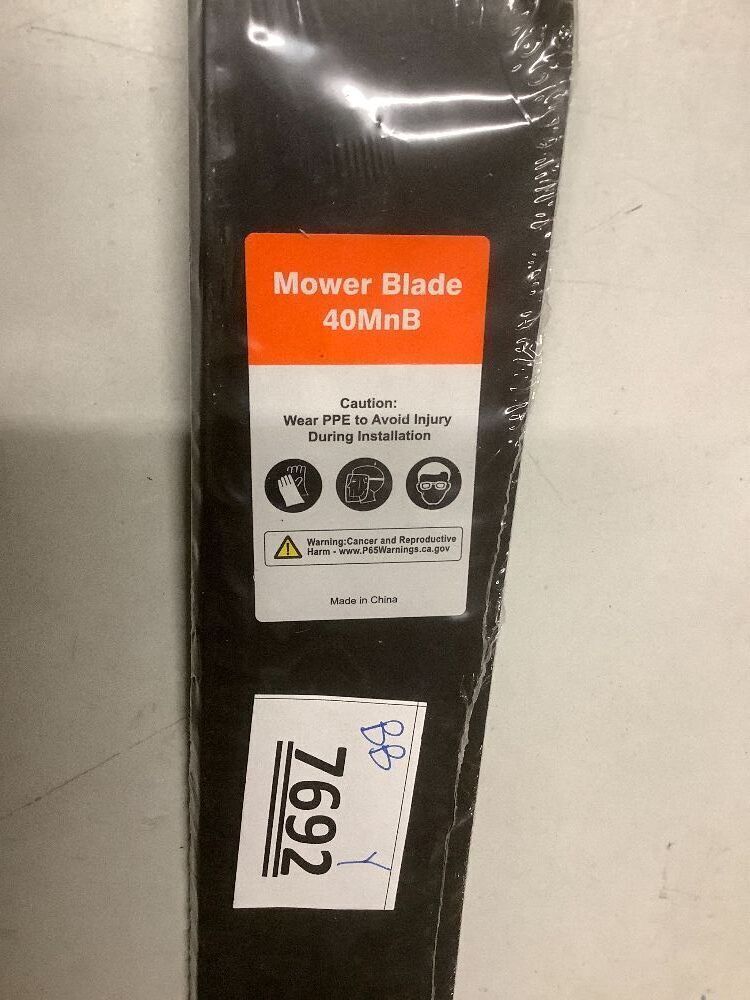 Mower Blade
40MnB
Caution:
Wear PPE to Avoid Injury
During Installation
Warning:Cancer and Reproductive
Harm - www.P65Warnings.ca.gov
Made in China
BB
7692
Y